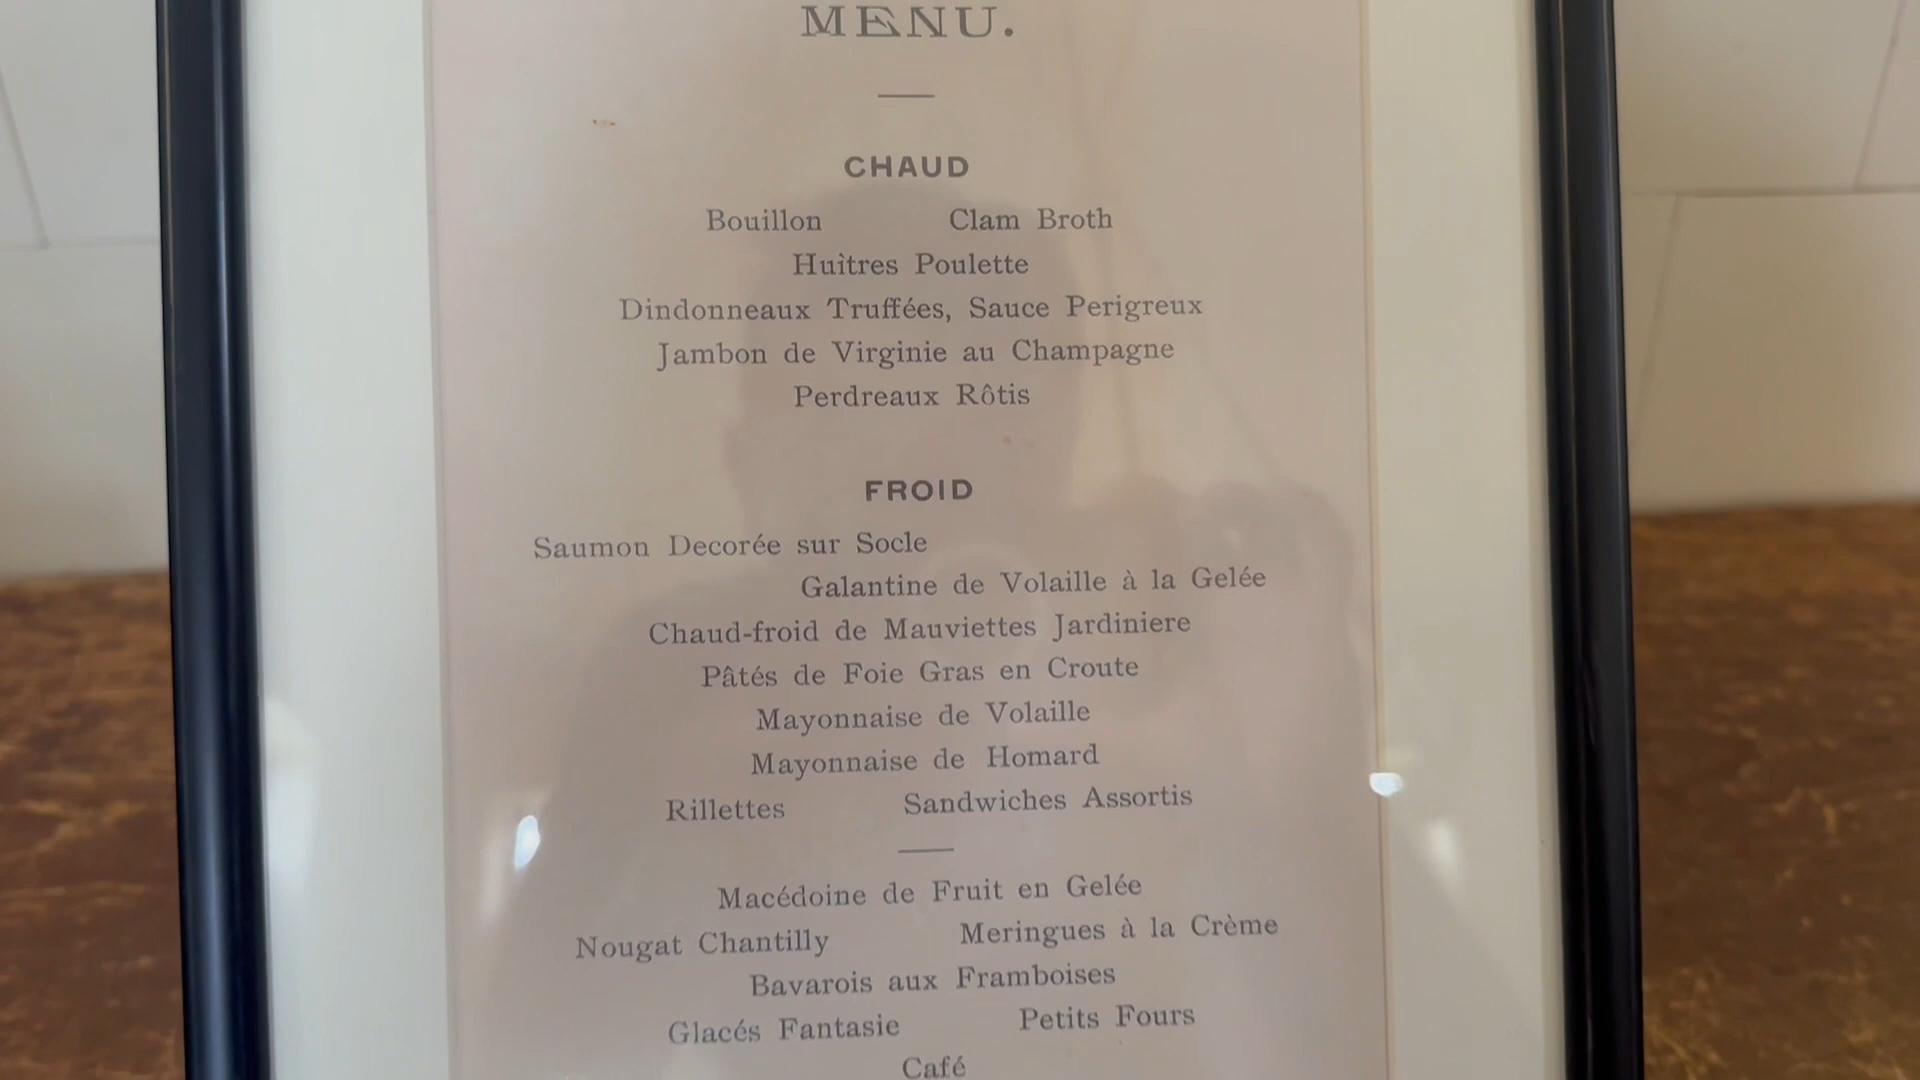 MENU.
CHAUD
Bouillon Clam Broth
Huîtres Poulette
Dindonneaux Truffées, Sauce Perigreux
Jambon de Virginie au Champagne
Perdreaux Rôtis
FROID
Saumon Decorée sur Socle
Galantine de Volaille à la Gelée
Chaud-froid de Mauviettes Jardiniere
Pâtés de Foie Gras en Croute
Mayonnaise de Volaille
Mayonnaise de Homard
Rillettes Sandwiches Assortis
Macédoine de Fruit en Gelée
Nougat Chantilly Meringues à la Crème
Bavarois aux Framboises
Glacés Fantasie Petits Fours
Café